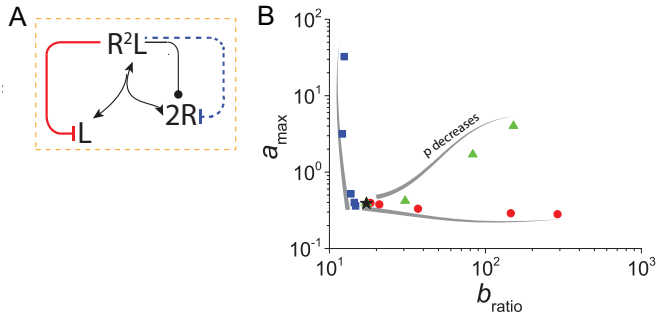 A
R²L
L
2R
B
a_max
10²
10¹
10⁰
10⁻¹
p decreases
10¹
10²
10³
b_ratio